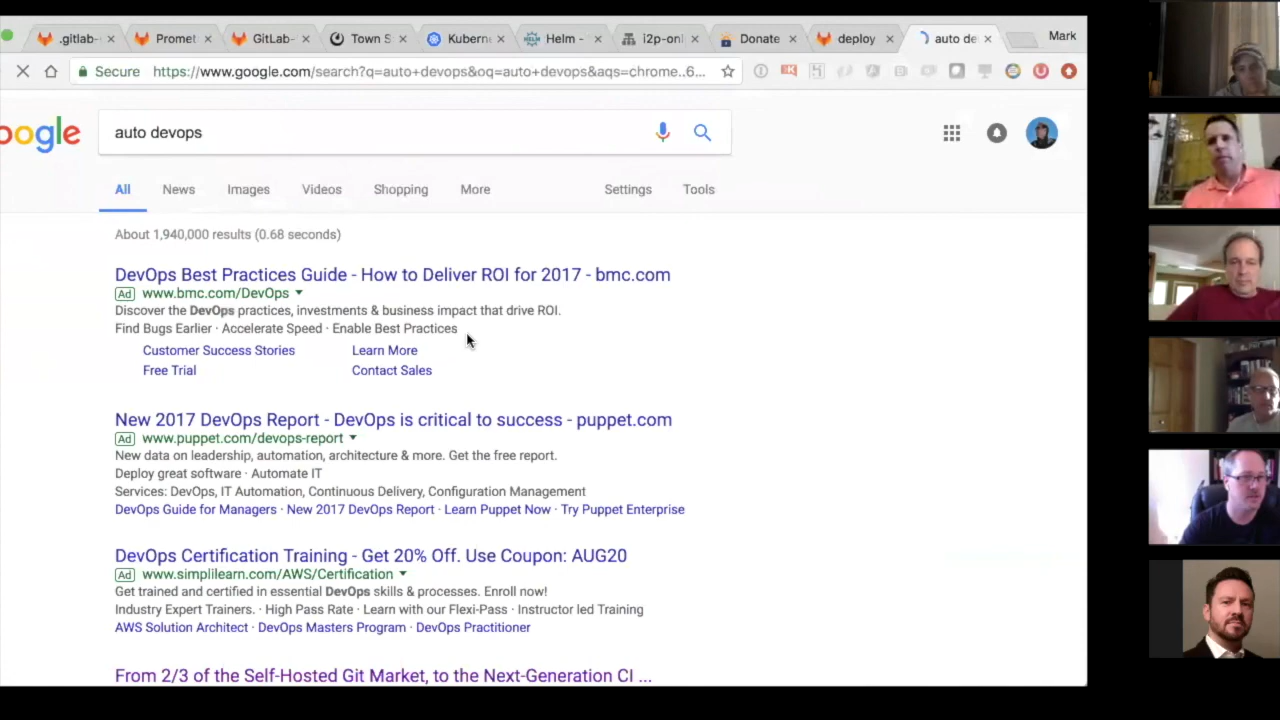 .gitlab-
Promet
GitLab-
Town S
Kuberne
Helm -
i2p-onl
Donate
deploy
auto de
Mark
Secure https://www.google.com/search?q=auto+devops&oq=auto+devops&aqs=chrome..6...
oogle
auto devops
All
News
Images
Videos
Shopping
More
Settings
Tools
About 1,940,000 results (0.68 seconds)
DevOps Best Practices Guide - How to Deliver ROI for 2017 - bmc.com
Ad www.bmc.com/DevOps
Discover the DevOps practices, investments & business impact that drive ROI.
Find Bugs Earlier · Accelerate Speed · Enable Best Practices
Customer Success Stories
Learn More
Free Trial
Contact Sales
New 2017 DevOps Report - DevOps is critical to success - puppet.com
Ad www.puppet.com/devops-report
New data on leadership, automation, architecture & more. Get the free report.
Deploy great software · Automate IT
Services: DevOps, IT Automation, Continuous Delivery, Configuration Management
DevOps Guide for Managers · New 2017 DevOps Report · Learn Puppet Now · Try Puppet Enterprise
DevOps Certification Training - Get 20% Off. Use Coupon: AUG20
Ad www.simplilearn.com/AWS/Certification
Get trained and certified in essential DevOps skills & processes. Enroll now!
Industry Expert Trainers. · High Pass Rate · Learn with our Flexi-Pass · Instructor led Training
AWS Solution Architect · DevOps Masters Program · DevOps Practitioner
From 2/3 of the Self-Hosted Git Market, to the Next-Generation CI ...